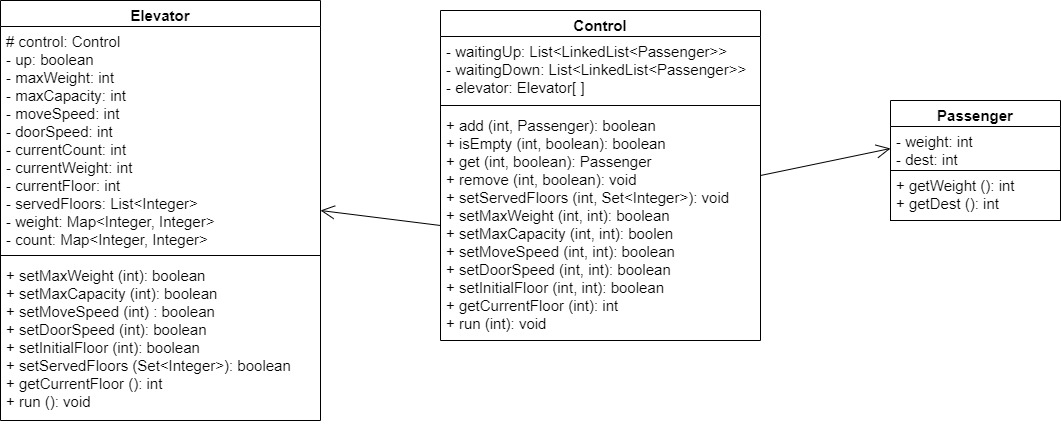 Elevator
# control: Control
- up: boolean
- maxWeight: int
- maxCapacity: int
- moveSpeed: int
- doorSpeed: int
- currentCount: int
- currentWeight: int
- currentFloor: int
- servedFloors: List<Integer>
- weight: Map<Integer, Integer>
- count: Map<Integer, Integer>
+ setMaxWeight (int): boolean
+ setMaxCapacity (int): boolean
+ setMoveSpeed (int) : boolean
+ setDoorSpeed (int): boolean
+ setInitialFloor (int): boolean
+ setServedFloors (Set<Integer>): boolean
+ getCurrentFloor (): int
+ run (): void
Control
- waitingUp: List<LinkedList<Passenger>>
- waitingDown: List<LinkedList<Passenger>>
- elevator: Elevator[ ]
+ add (int, Passenger): boolean
+ isEmpty (int, boolean): boolean
+ get (int, boolean): Passenger
+ remove (int, boolean): void
+ setServedFloors (int, Set<Integer>): void
+ setMaxWeight (int, int): boolean
+ setMaxCapacity (int, int): boolen
+ setMoveSpeed (int, int): boolean
+ setDoorSpeed (int, int): boolean
+ setInitialFloor (int, int): boolean
+ getCurrentFloor (int): int
+ run (int): void
Passenger
- weight: int
- dest: int
+ getWeight (): int
+ getDest (): int